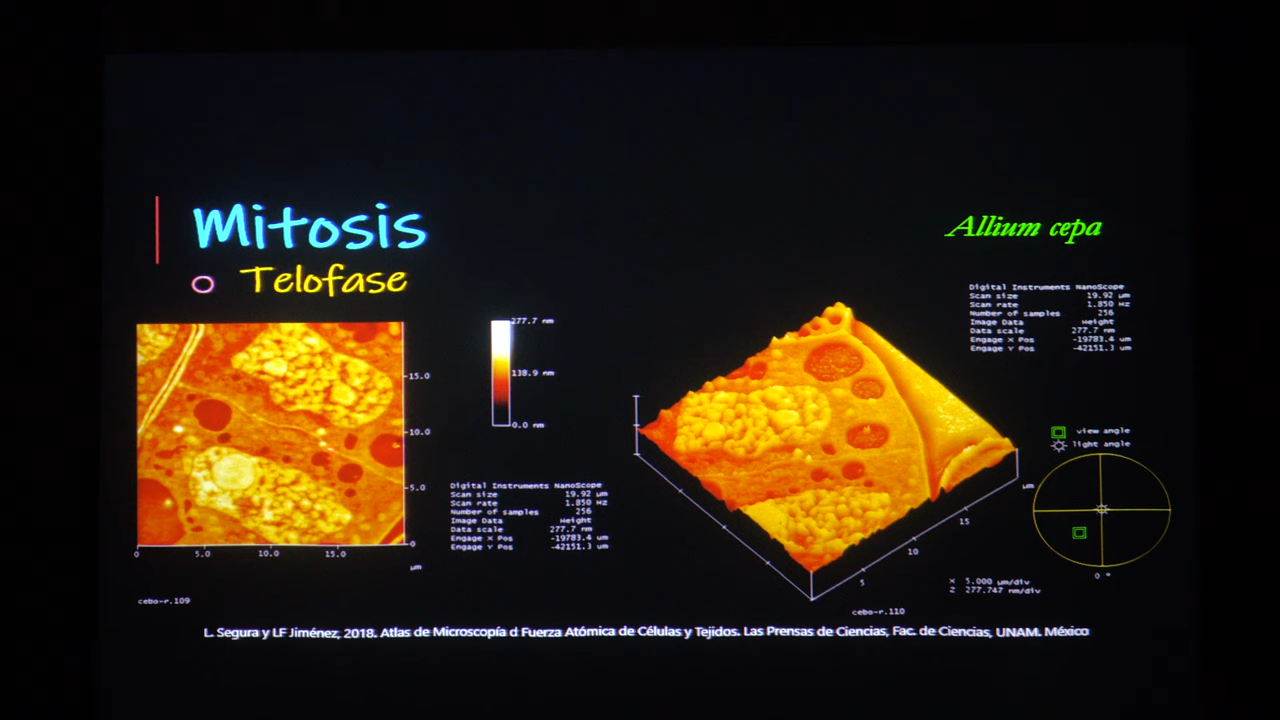 Mitosis
Telofase
Allium cepa
15.0
10.0
5.0
0
0
5.0
10.0
15.0
μm
277.7 nm
138.9 nm
0.0 nm
Digital Instruments NanoScope
Scan size 19.92 μm
Scan rate 1.850 Hz
Number of samples 256
Image Data Height
Data scale 277.7 nm
Engage X Pos -19783.4 um
Engage Y Pos -42151.3 um
cebo-r.109
Digital Instruments NanoScope
Scan size 19.92 μm
Scan rate 1.850 Hz
Number of samples 256
Image Data Height
Data scale 277.7 nm
Engage X Pos -19783.4 um
Engage Y Pos -42151.3 um
view angle
light angle
0 °
μm
15
10
5
X 5.000 μm/div
Z 277.747 nm/div
cebo-r.110
L. Segura y LF Jiménez, 2018. Atlas de Microscopía d Fuerza Atómica de Células y Tejidos. Las Prensas de Ciencias, Fac. de Ciencias, UNAM. México